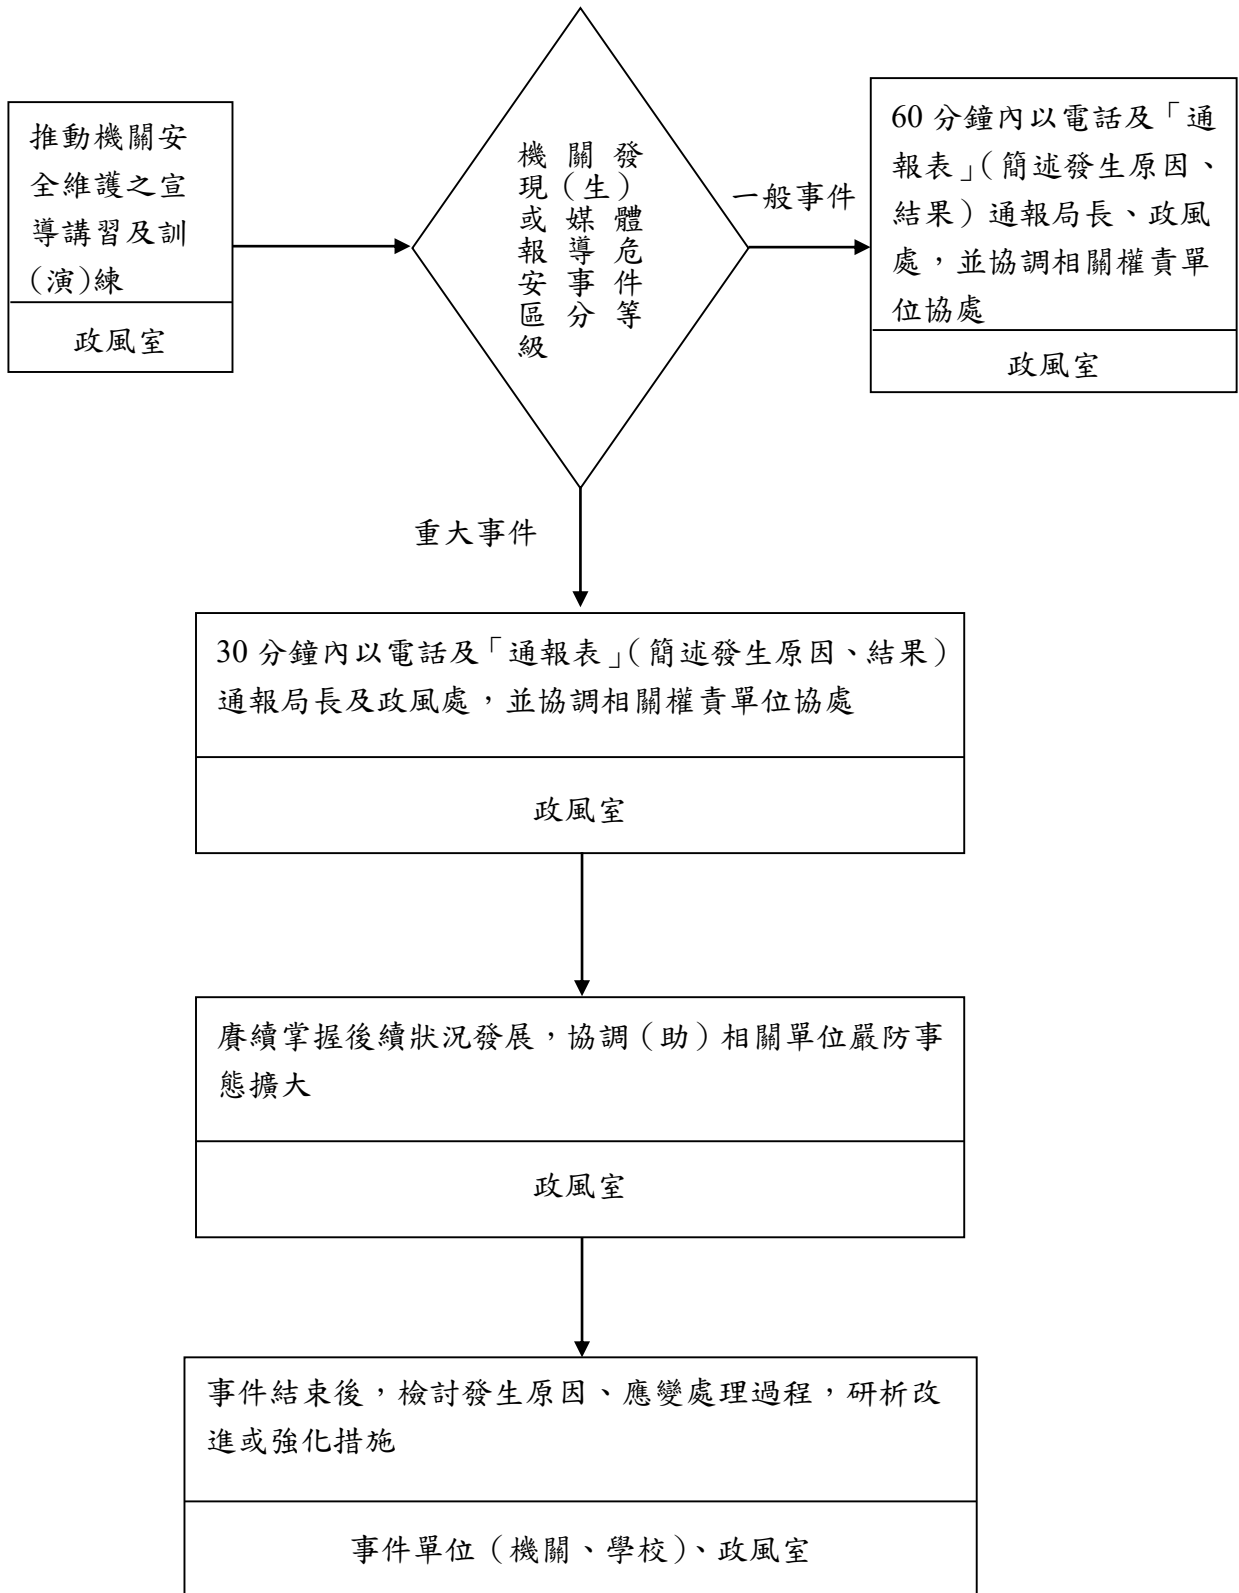 推動機關安
全維護之宣
導講習及訓
(演)練
政風室
機關發
現(生)
或媒體
報導危
安事件
區分等
級
一般事件
60 分鐘內以電話及「通
報表」(簡述發生原因、
結果)通報局長、政風
處,並協調相關權責單
位協處
政風室
重大事件
30 分鐘內以電話及「通報表」(簡述發生原因、結果)
通報局長及政風處,並協調相關權責單位協處
政風室
賡續掌握後續狀況發展,協調(助)相關單位嚴防事
態擴大
政風室
事件結束後,檢討發生原因、應變處理過程,研析改
進或強化措施
事件單位(機關、學校)、政風室